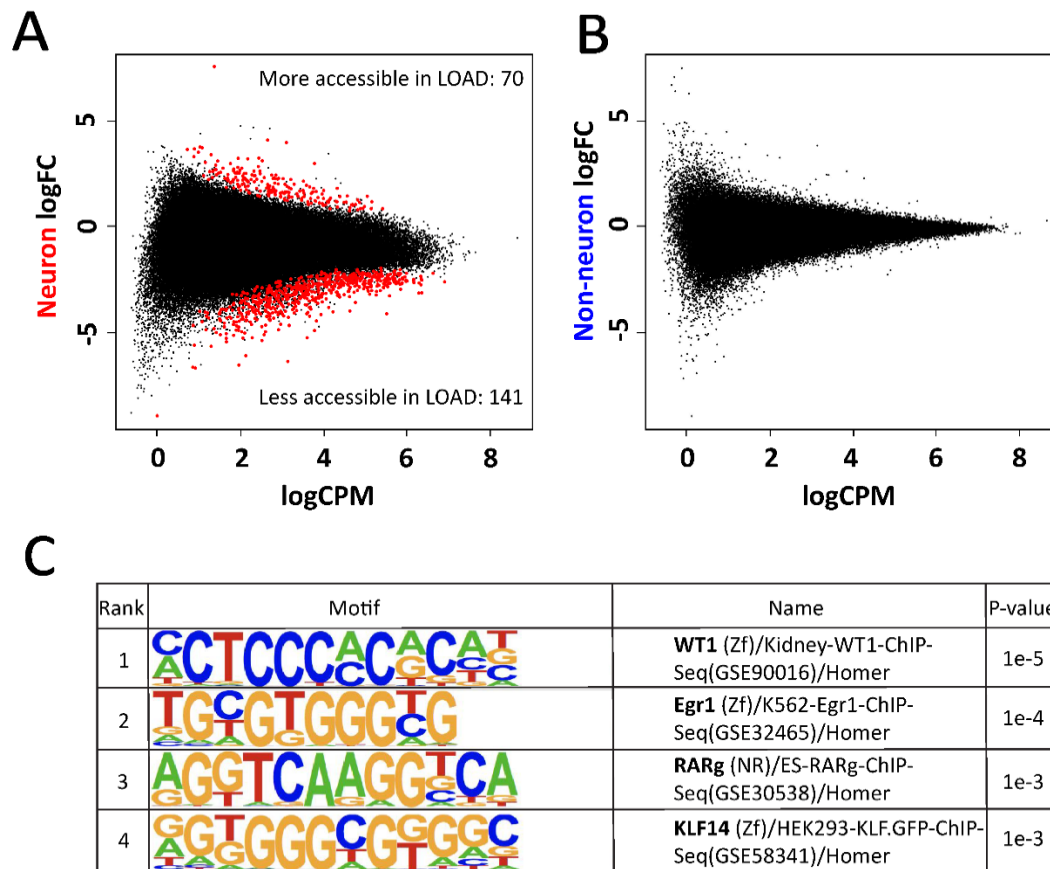 A
B
More accessible in LOAD: 70
Less accessible in LOAD: 141
5
0
-5
Neuron logFC
0 2 4 6 8
logCPM
5
0
-5
Non-neuron logFC
0 2 4 6 8
logCPM
C
Rank Motif Name P-value
1
WT1 (Zf)/Kidney-WT1-ChIP-
Seq(GSE90016)/Homer
1e-5
2
Egr1 (Zf)/K562-Egr1-ChIP-
Seq(GSE32465)/Homer
1e-4
3
RARg (NR)/ES-RARg-ChIP-
Seq(GSE30538)/Homer
1e-3
4
KLF14 (Zf)/HEK293-KLF.GFP-ChIP-
Seq(GSE58341)/Homer
1e-3